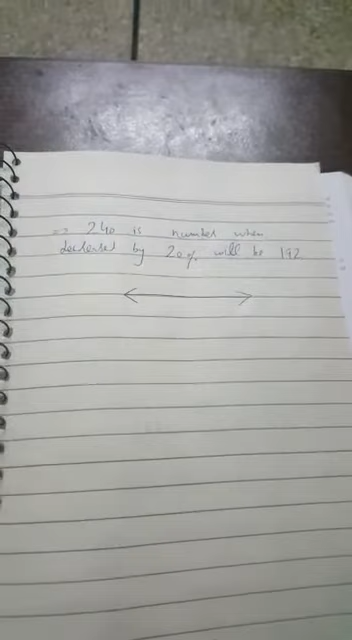 => 240 is number when
decreased by 20% will be 192